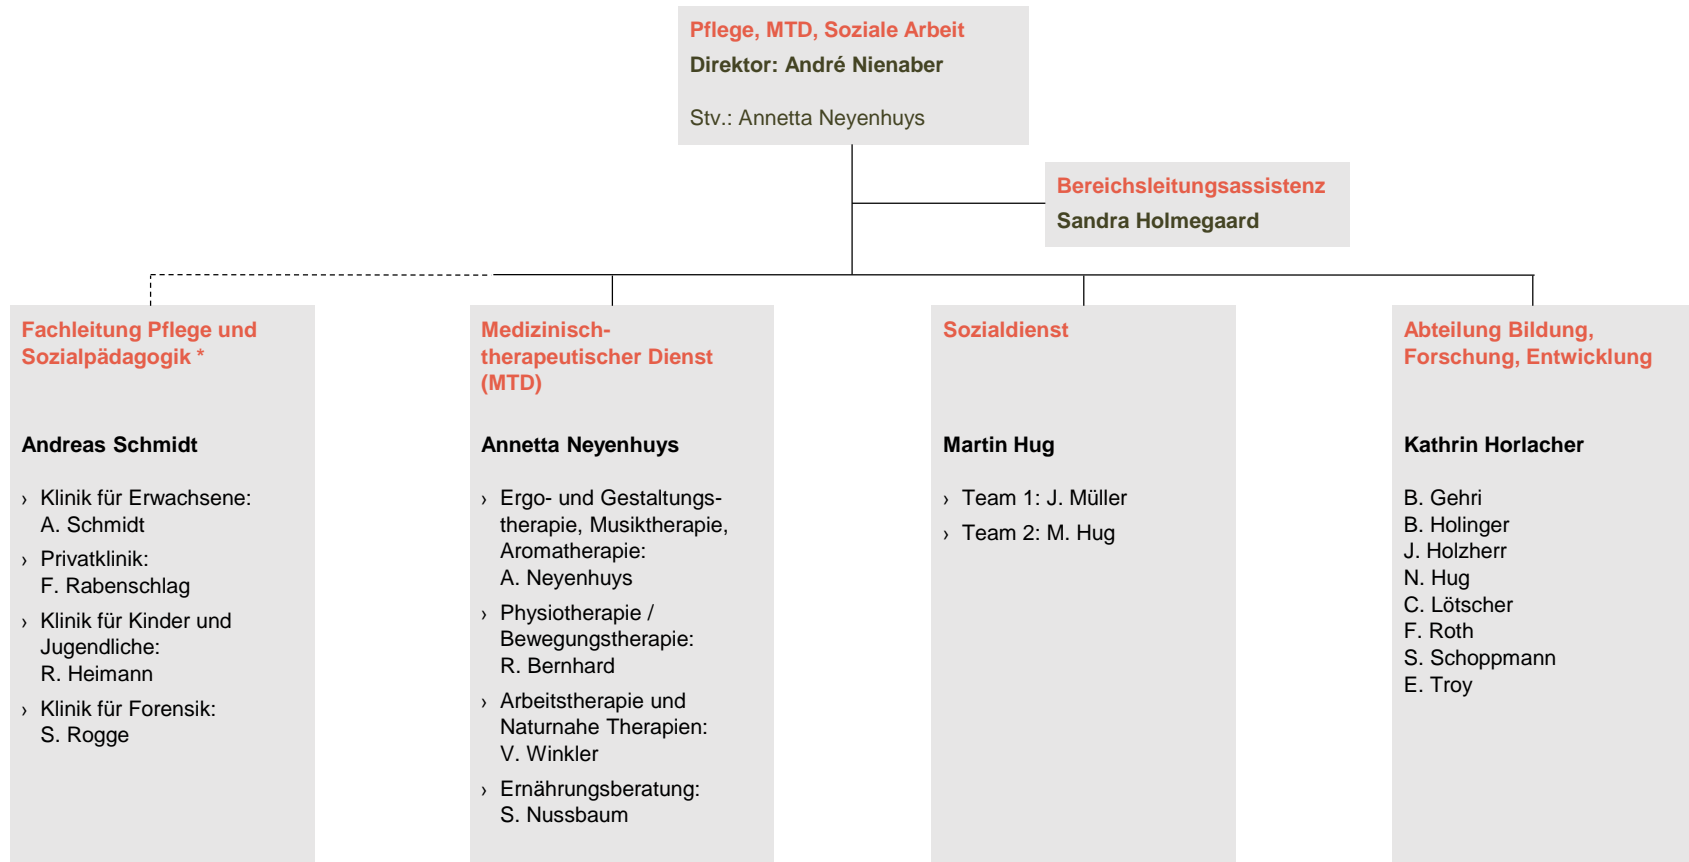 Pflege, MTD, Soziale Arbeit
Direktor: André Nienaber
Stv.: Annetta Neyenhuys
Bereichsleitungsassistenz
Sandra Holmegaard
Fachleitung Pflege und
Sozialpädagogik *
Andreas Schmidt
› Klinik für Erwachsene:
A. Schmidt
› Privatklinik:
F. Rabenschlag
› Klinik für Kinder und
Jugendliche:
R. Heimann
› Klinik für Forensik:
S. Rogge
Medizinisch-
therapeutischer Dienst
(MTD)
Annetta Neyenhuys
› Ergo- und Gestaltungs-
therapie, Musiktherapie,
Aromatherapie:
A. Neyenhuys
› Physiotherapie /
Bewegungstherapie:
R. Bernhard
› Arbeitstherapie und
Naturnahe Therapien:
V. Winkler
› Ernährungsberatung:
S. Nussbaum
Sozialdienst
Martin Hug
› Team 1: J. Müller
› Team 2: M. Hug
Abteilung Bildung,
Forschung, Entwicklung
Kathrin Horlacher
B. Gehri
B. Holinger
J. Holzherr
N. Hug
C. Lötscher
F. Roth
S. Schoppmann
E. Troy